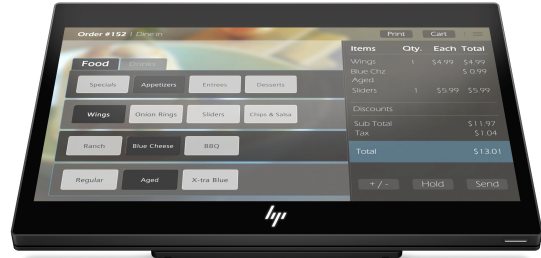 Order #152 | Dine in
Print
Cart
Food
Drinks
Specials
Appetizers
Entrees
Desserts
Wings
Onion Rings
Sliders
Chips & Salsa
Ranch
Blue Cheese
BBQ
Regular
Aged
X-tra Blue
Items Qty. Each Total
Wings 1 $4.99 $4.99
Blue Chz $ 0.99
Aged
Sliders 1 $5.99 $5.99
Discounts
Sub Total $11.97
Tax $1.04
Total $13.01
+ / -
Hold
Send
hp